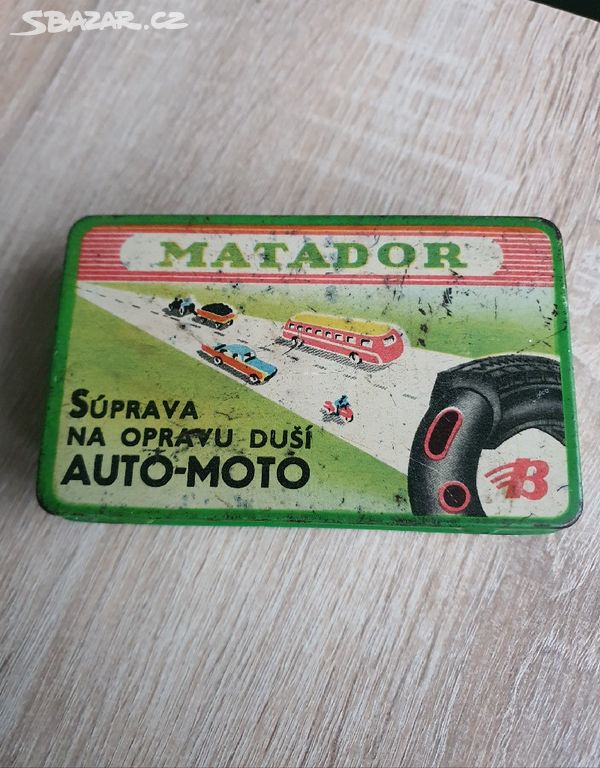 SBAZAR.CZ
MATADOR
SÚPRAVA
NA OPRAVU DUŠÍ
AUTO-MOTO
B